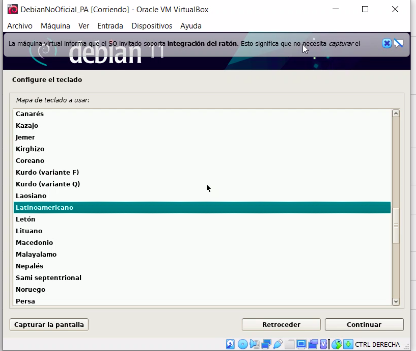 DebianNoOficial_PA [Corriendo] - Oracle VM VirtualBox
Archivo Máquina Ver Entrada Dispositivos Ayuda
La máquina virtual informa que el SO invitado soporta integración del ratón. Esto significa que no necesita capturar el
debian 11
Configure el teclado
Mapa de teclado a usar:
Canarés
Kazajo
Jemer
Kirghizo
Coreano
Kurdo (variante F)
Kurdo (variante Q)
Laosiano
Latinoamericano
Letón
Lituano
Macedonio
Malayalamo
Nepalés
Sami septentrional
Noruego
Persa
Capturar la pantalla
Retroceder
Continuar
CTRL DERECHA